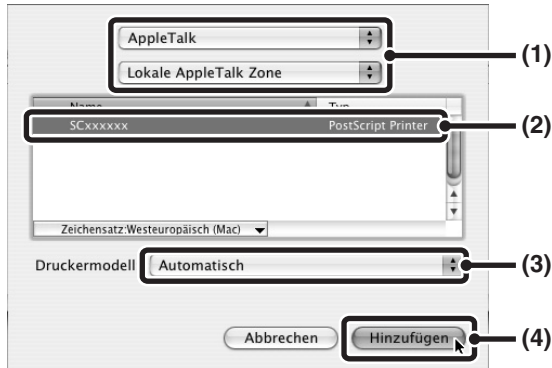 AppleTalk
(1)
Lokale AppleTalk Zone
Name Typ
SCxxxxxx PostScript Printer (2)
Zeichensatz:Westeuropäisch (Mac)
Druckermodell Automatisch (3)
Abbrechen Hinzufügen (4)